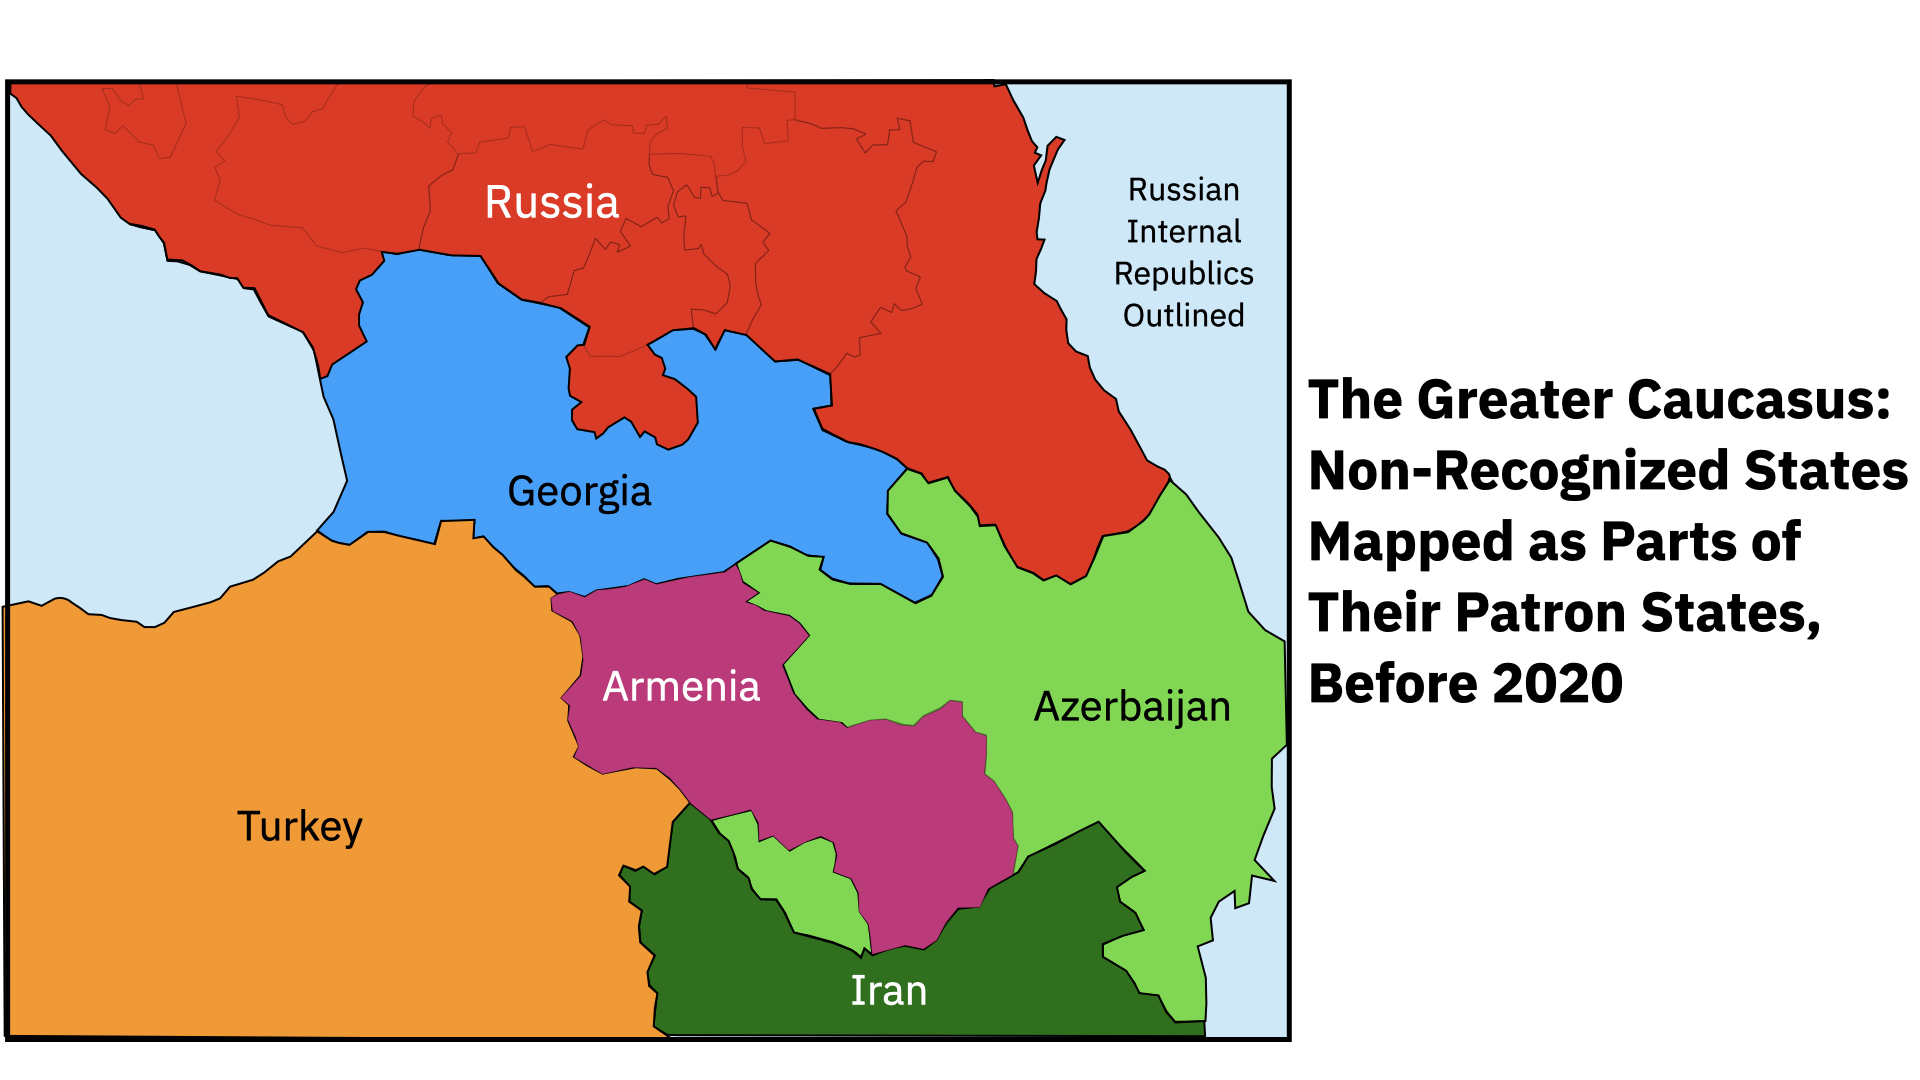 Russia
Russian
Internal
Republics
Outlined
Georgia
Armenia
Azerbaijan
Turkey
Iran
The Greater Caucasus:
Non-Recognized States
Mapped as Parts of
Their Patron States,
Before 2020